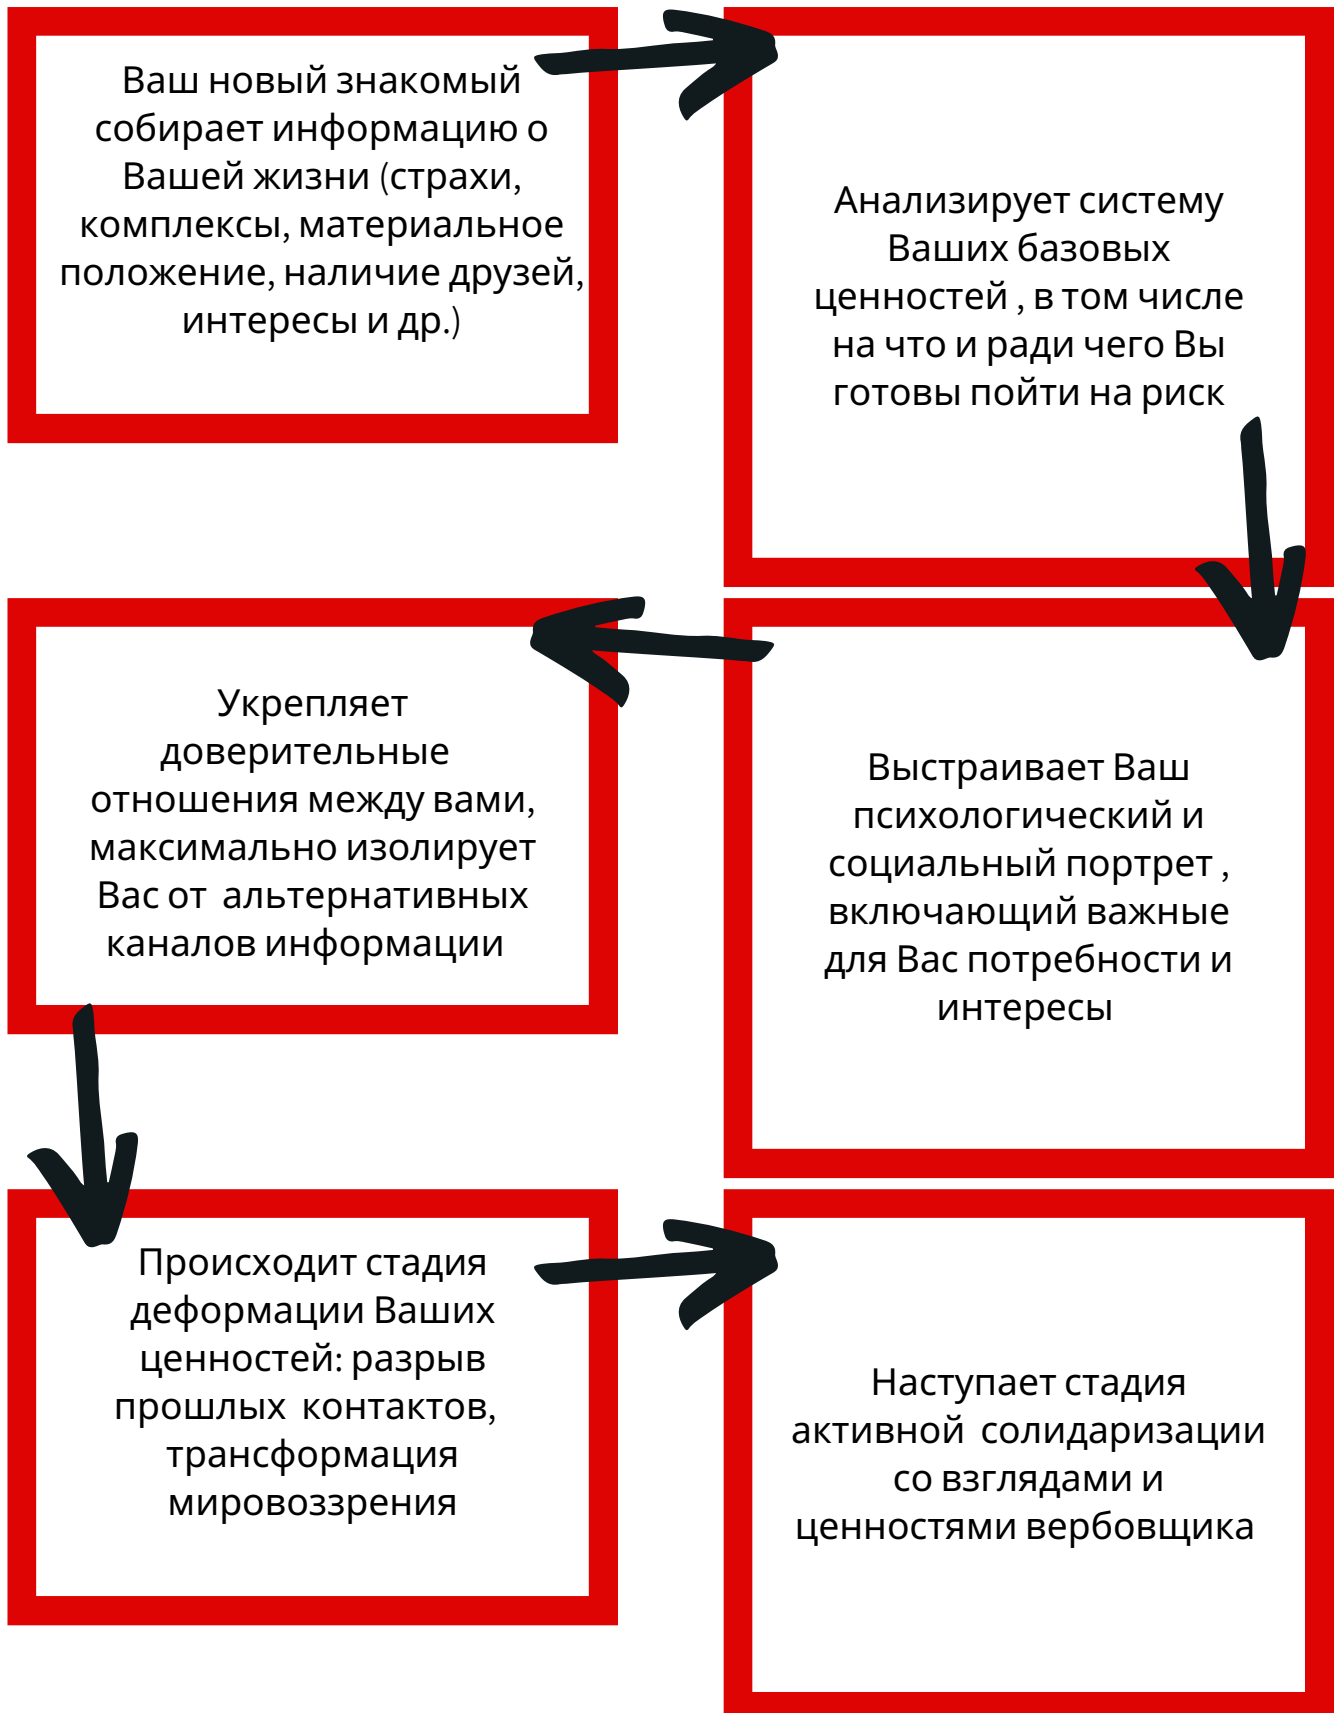 Ваш новый знакомый
собирает информацию о
Вашей жизни (страхи,
комплексы, материальное
положение, наличие друзей,
интересы и др.)
Анализирует систему
Ваших базовых
ценностей , в том числе
на что и ради чего Вы
готовы пойти на риск
Выстраивает Ваш
психологический и
социальный портрет ,
включающий важные
для Вас потребности и
интересы
Укрепляет
доверительные
отношения между вами,
максимально изолирует
Вас от  альтернативных
каналов информации
Происходит стадия
деформации Ваших
ценностей: разрыв
прошлых  контактов,
трансформация
мировоззрения
Наступает стадия
активной  солидаризации
со взглядами и
ценностями вербовщика